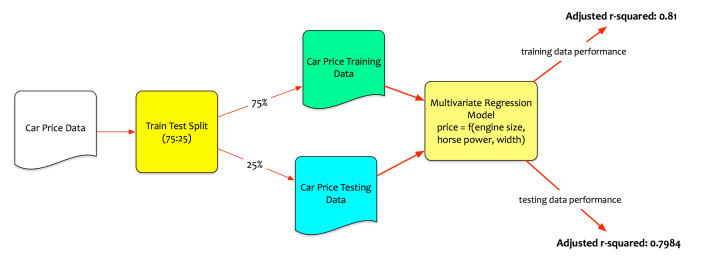 Adjusted r-squared: 0.81
training data performance
Car Price Training
Data
75%
Car Price Data
Train Test Split
(75:25)
Multivariate Regression
Model
price = f(engine size,
horse power, width)
25%
Car Price Testing
Data
testing data performance
Adjusted r-squared: 0.7984